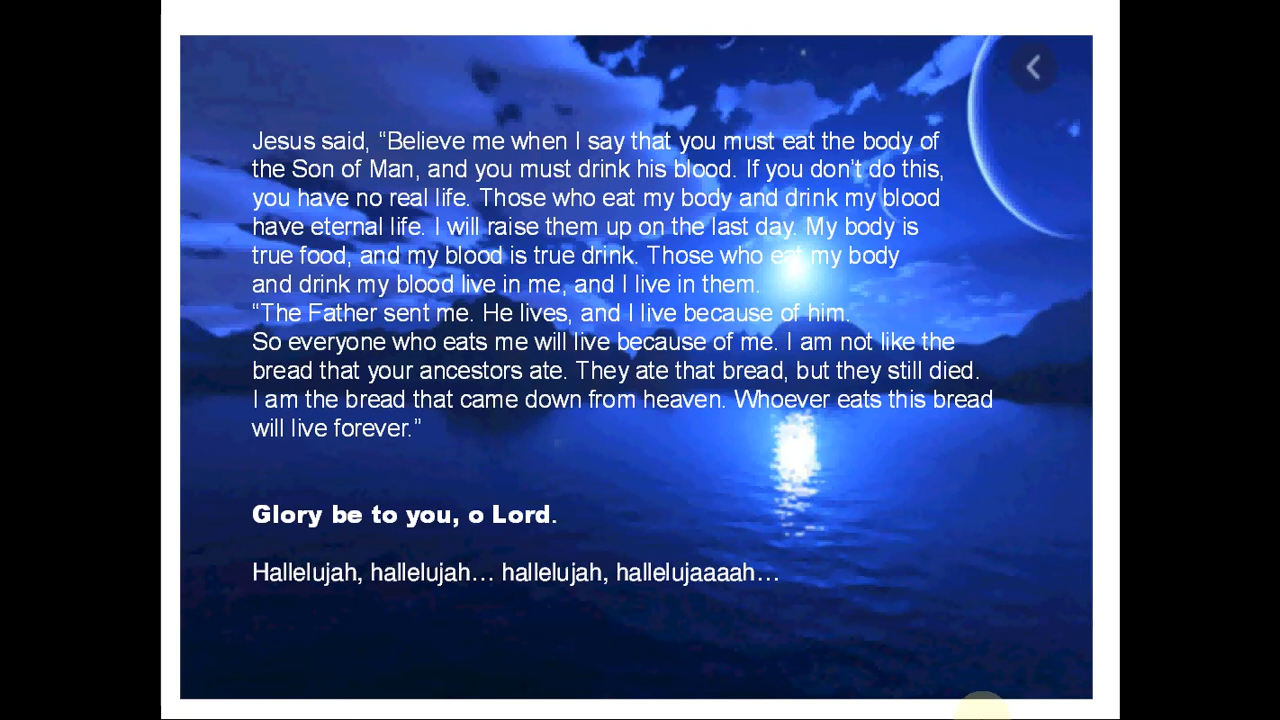 Jesus said, “Believe me when I say that you must eat the body of
the Son of Man, and you must drink his blood. If you don’t do this,
you have no real life. Those who eat my body and drink my blood
have eternal life. I will raise them up on the last day. My body is
true food, and my blood is true drink. Those who eat my body
and drink my blood live in me, and I live in them.
“The Father sent me. He lives, and I live because of him.
So everyone who eats me will live because of me. I am not like the
bread that your ancestors ate. They ate that bread, but they still died.
I am the bread that came down from heaven. Whoever eats this bread
will live forever.”
Glory be to you, o Lord.
Hallelujah, hallelujah… hallelujah, hallelujaaaah…